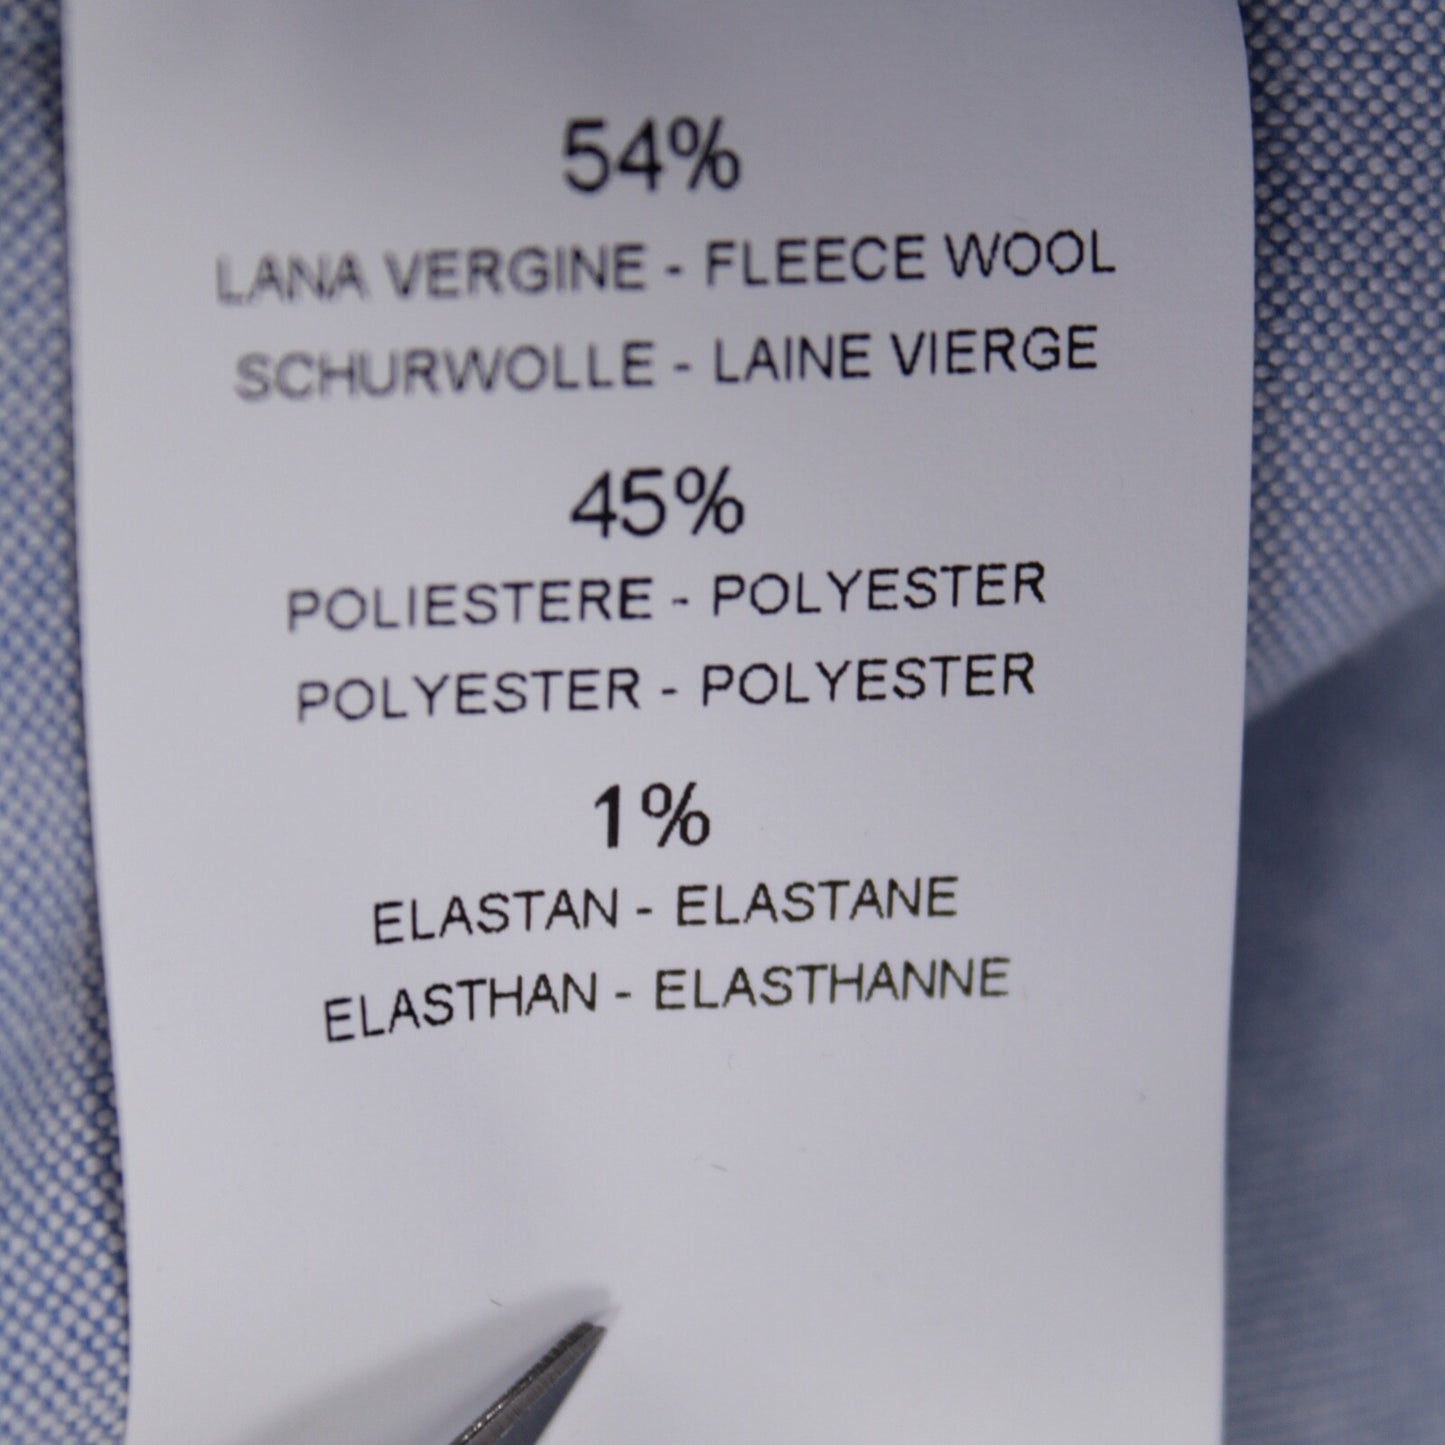 54%
LANA VERGINE - FLEECE WOOL
SCHURWOLLE - LAINE VIERGE
45%
POLIESTERE - POLYESTER
POLYESTER - POLYESTER
1%
ELASTAN - ELASTANE
ELASTHAN - ELASTHANNE